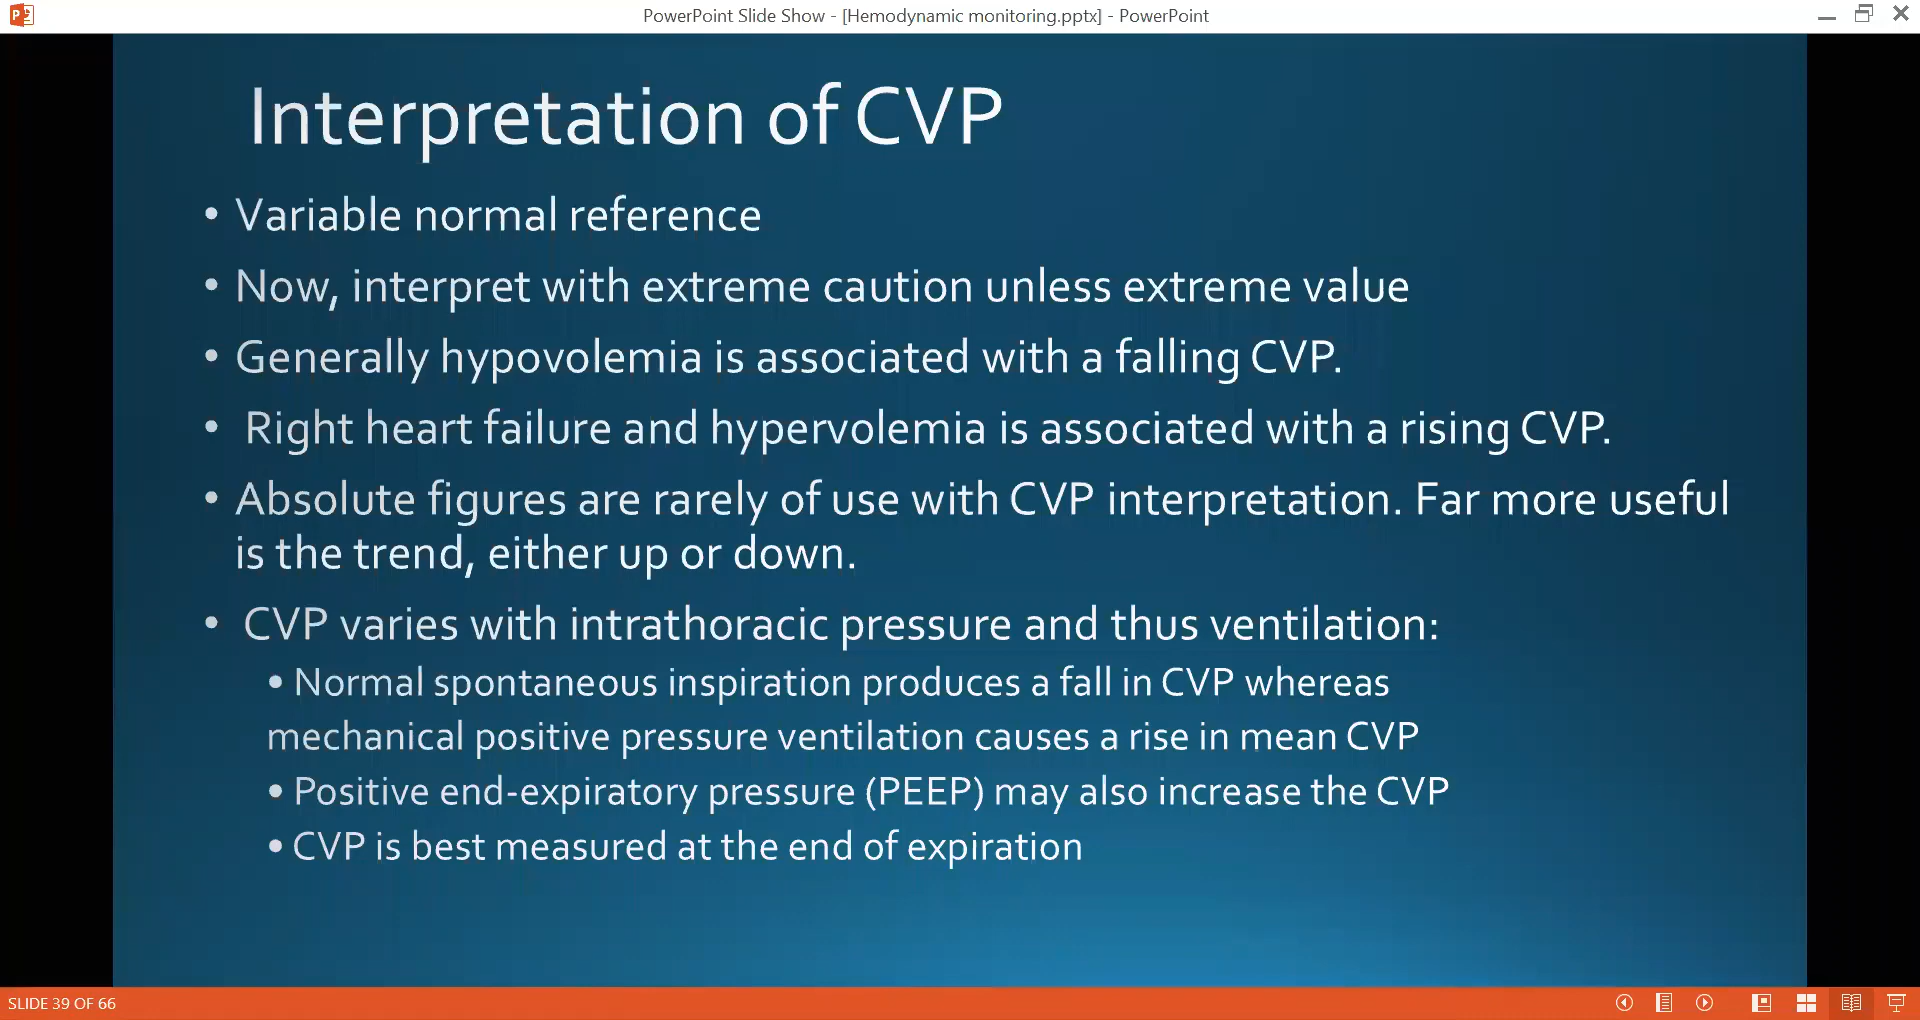 PowerPoint Slide Show - [Hemodynamic monitoring.pptx] - PowerPoint
Interpretation of CVP
• Variable normal reference
• Now, interpret with extreme caution unless extreme value
• Generally hypovolemia is associated with a falling CVP.
• Right heart failure and hypervolemia is associated with a rising CVP.
• Absolute figures are rarely of use with CVP interpretation. Far more useful
is the trend, either up or down.
• CVP varies with intrathoracic pressure and thus ventilation:
• Normal spontaneous inspiration produces a fall in CVP whereas
mechanical positive pressure ventilation causes a rise in mean CVP
• Positive end-expiratory pressure (PEEP) may also increase the CVP
• CVP is best measured at the end of expiration
SLIDE 39 OF 66